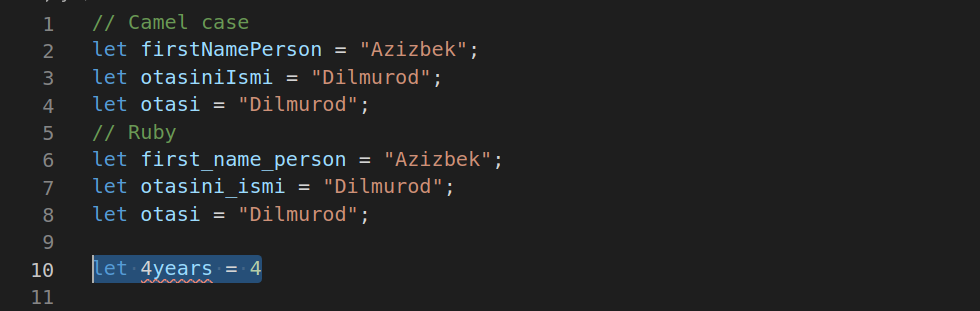 1 // Camel case
2 let firstNamePerson = "Azizbek";
3 let otasiniIsmi = "Dilmurod";
4 let otasi = "Dilmurod";
5 // Ruby
6 let first_name_person = "Azizbek";
7 let otasini_ismi = "Dilmurod";
8 let otasi = "Dilmurod";
9
10 let 4years = 4
11